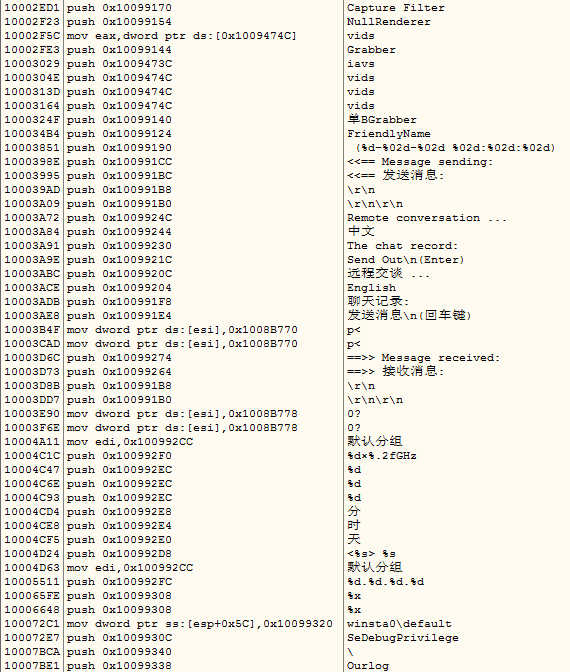 10002ED1 push 0x10099170 Capture Filter
10002F23 push 0x10099154 NullRenderer
10002F5C mov eax,dword ptr ds:[0x1009474C] vids
10002FE3 push 0x10099144 Grabber
10003029 push 0x1009473C iavs
1000304E push 0x1009474C vids
1000313D push 0x1009474C vids
10003164 push 0x1009474C vids
1000324F push 0x10099140 单BGrabber
100034B4 push 0x10099124 FriendlyName
10003851 push 0x10099190 (%d-%02d-%02d %02d:%02d:%02d)
1000398E push 0x100991CC <<== Message sending:
10003995 push 0x100991BC <<== 发送消息:
100039AD push 0x100991B8 \r\n
10003A09 push 0x100991B0 \r\n\r\n
10003A72 push 0x1009924C Remote conversation ...
10003A84 push 0x10099244 中文
10003A91 push 0x10099230 The chat record:
10003A9E push 0x1009921C Send Out\n(Enter)
10003ABC push 0x1009920C 远程交谈 ...
10003ACE push 0x10099204 English
10003ADB push 0x100991F8 聊天记录:
10003AE8 push 0x100991E4 发送消息\n(回车键)
10003B4F mov dword ptr ds:[esi],0x1008B770 p<
10003CAD mov dword ptr ds:[esi],0x1008B770 p<
10003D6C push 0x10099274 ==>> Message received:
10003D73 push 0x10099264 ==>> 接收消息:
10003D8B push 0x100991B8 \r\n
10003DD7 push 0x100991B0 \r\n\r\n
10003E90 mov dword ptr ds:[esi],0x1008B778 0?
10003F6E mov dword ptr ds:[esi],0x1008B778 0?
10004A11 mov edi,0x100992CC 默认分组
10004C1C push 0x100992F0 %d×%.2fGHz
10004C47 push 0x100992EC %d
10004C6E push 0x100992EC %d
10004C93 push 0x100992EC %d
10004CD4 push 0x100992E8 分
10004CE8 push 0x100992E4 时
10004CF5 push 0x100992E0 天
10004D24 push 0x100992D8 <%s> %s
10004D63 mov edi,0x100992CC 默认分组
10005511 push 0x100992FC %d.%d.%d.%d
100065FE push 0x10099308 %x
10006648 push 0x10099308 %x
100072C1 mov dword ptr ss:[esp+0x5C],0x10099320 winsta0\default
100072E7 push 0x1009930C SeDebugPrivilege
10007BCA push 0x10099340 \
10007BE1 push 0x10099338 Ourlog